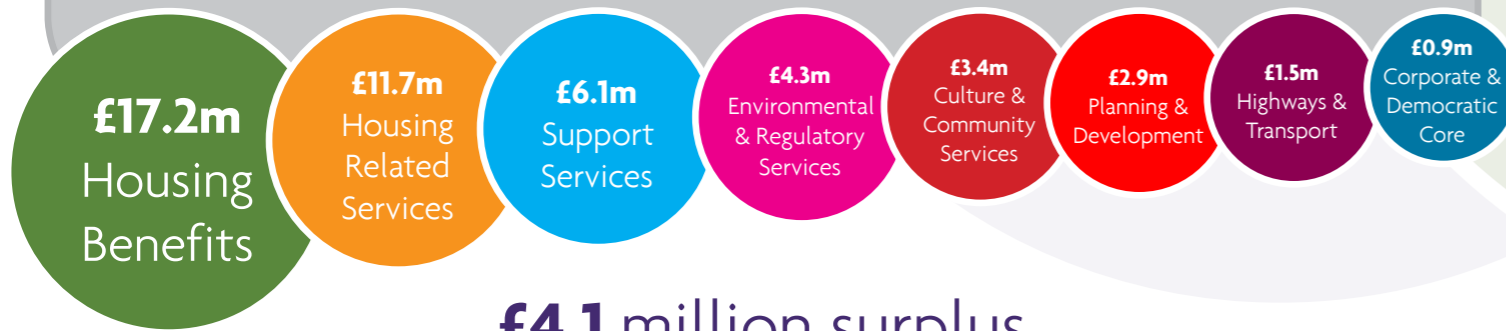 £17.2m
Housing
Benefits
£11.7m
Housing
Related
Services
£6.1m
Support
Services
£4.3m
Environmental
& Regulatory
Services
£3.4m
Culture &
Community
Services
£2.9m
Planning &
Development
£1.5m
Highways &
Transport
£0.9m
Corporate &
Democratic
Core
£4.1 million surplus